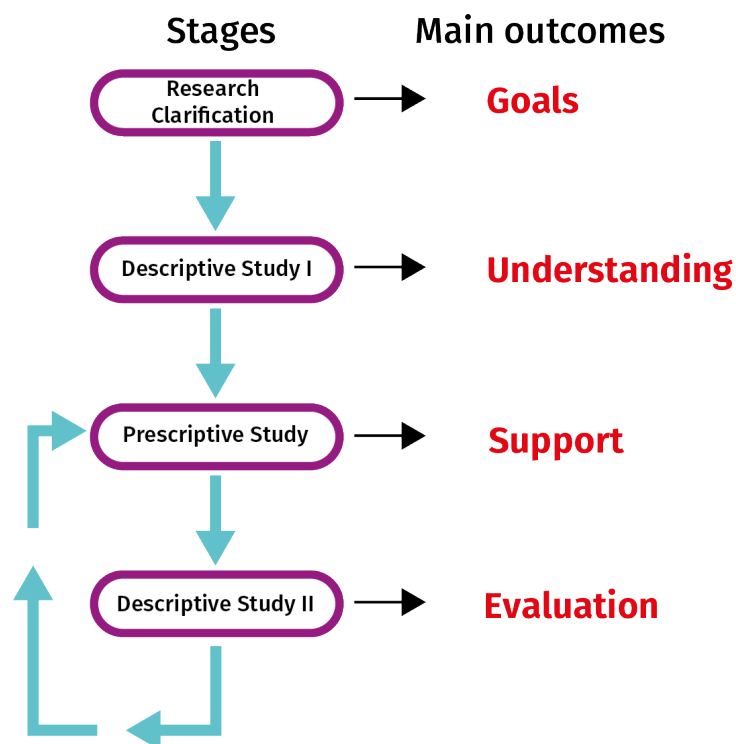 Stages
Main outcomes
Research
Clarification
Goals
Descriptive Study I
Understanding
Prescriptive Study
Support
Descriptive Study II
Evaluation